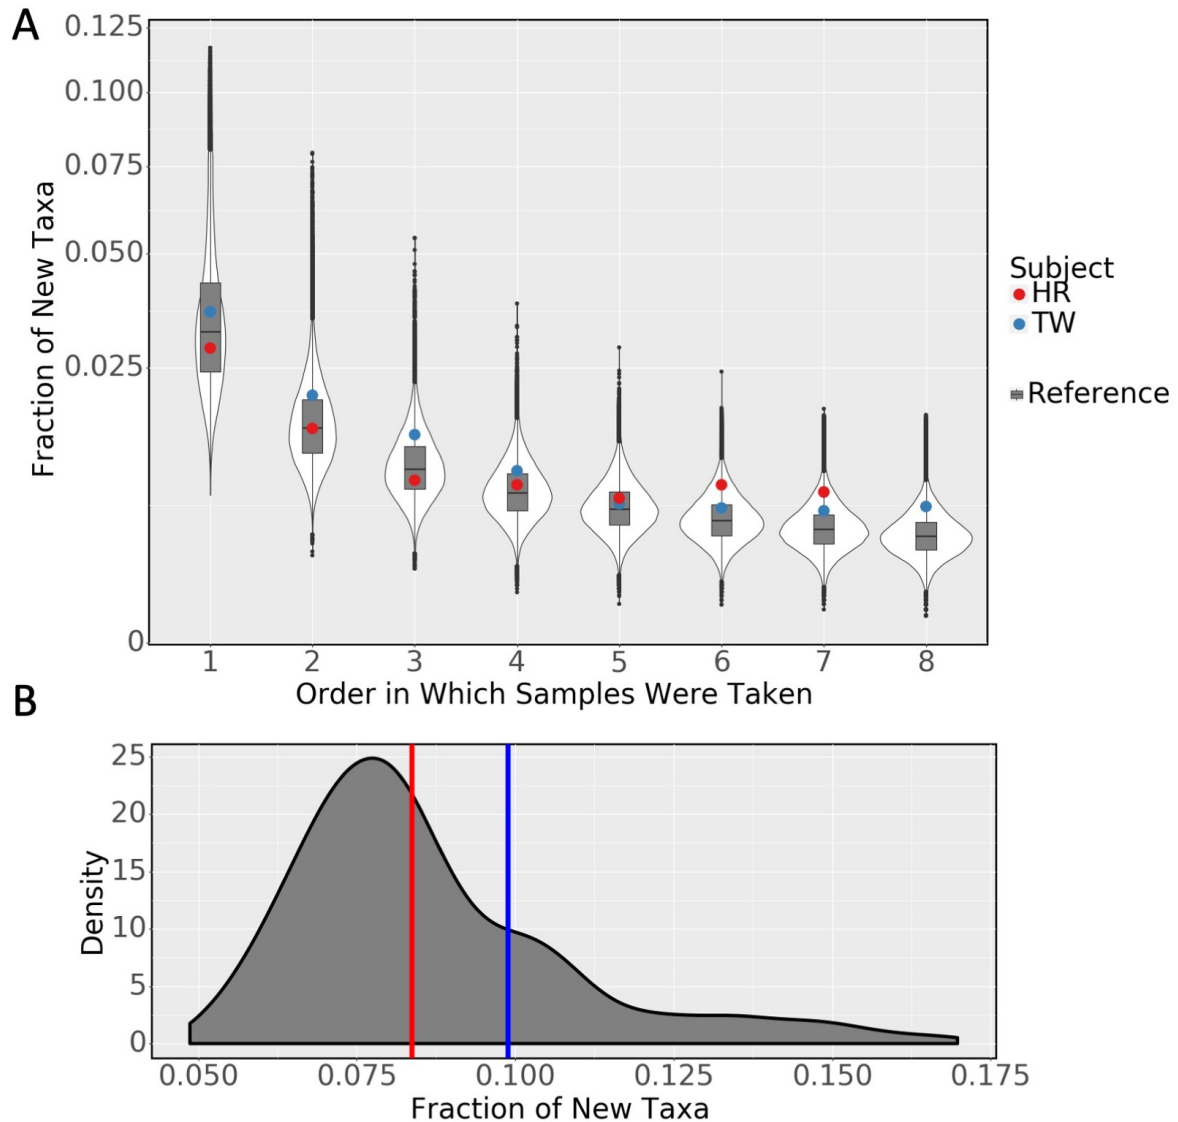 A
Fraction of New Taxa
0.125
0.100
0.075
0.050
0.025
0
1 2 3 4 5 6 7 8
Order in Which Samples Were Taken
Subject
HR
TW
Reference
B
Density
25
20
15
10
5
0
0.050 0.075 0.100 0.125 0.150 0.175
Fraction of New Taxa